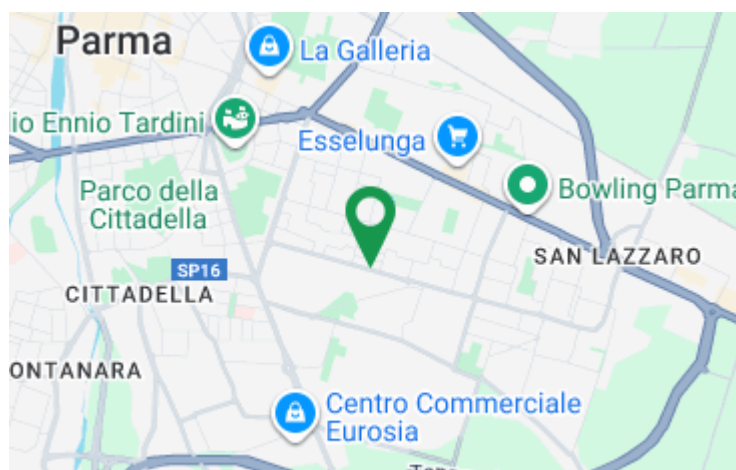 Parma
La Galleria
io Ennio Tardini
Esselunga
Parco della
Cittadella
Bowling Parma
SAN LAZZARO
SP16
CITTADELLA
ONTANARA
Centro Commerciale
Eurosia